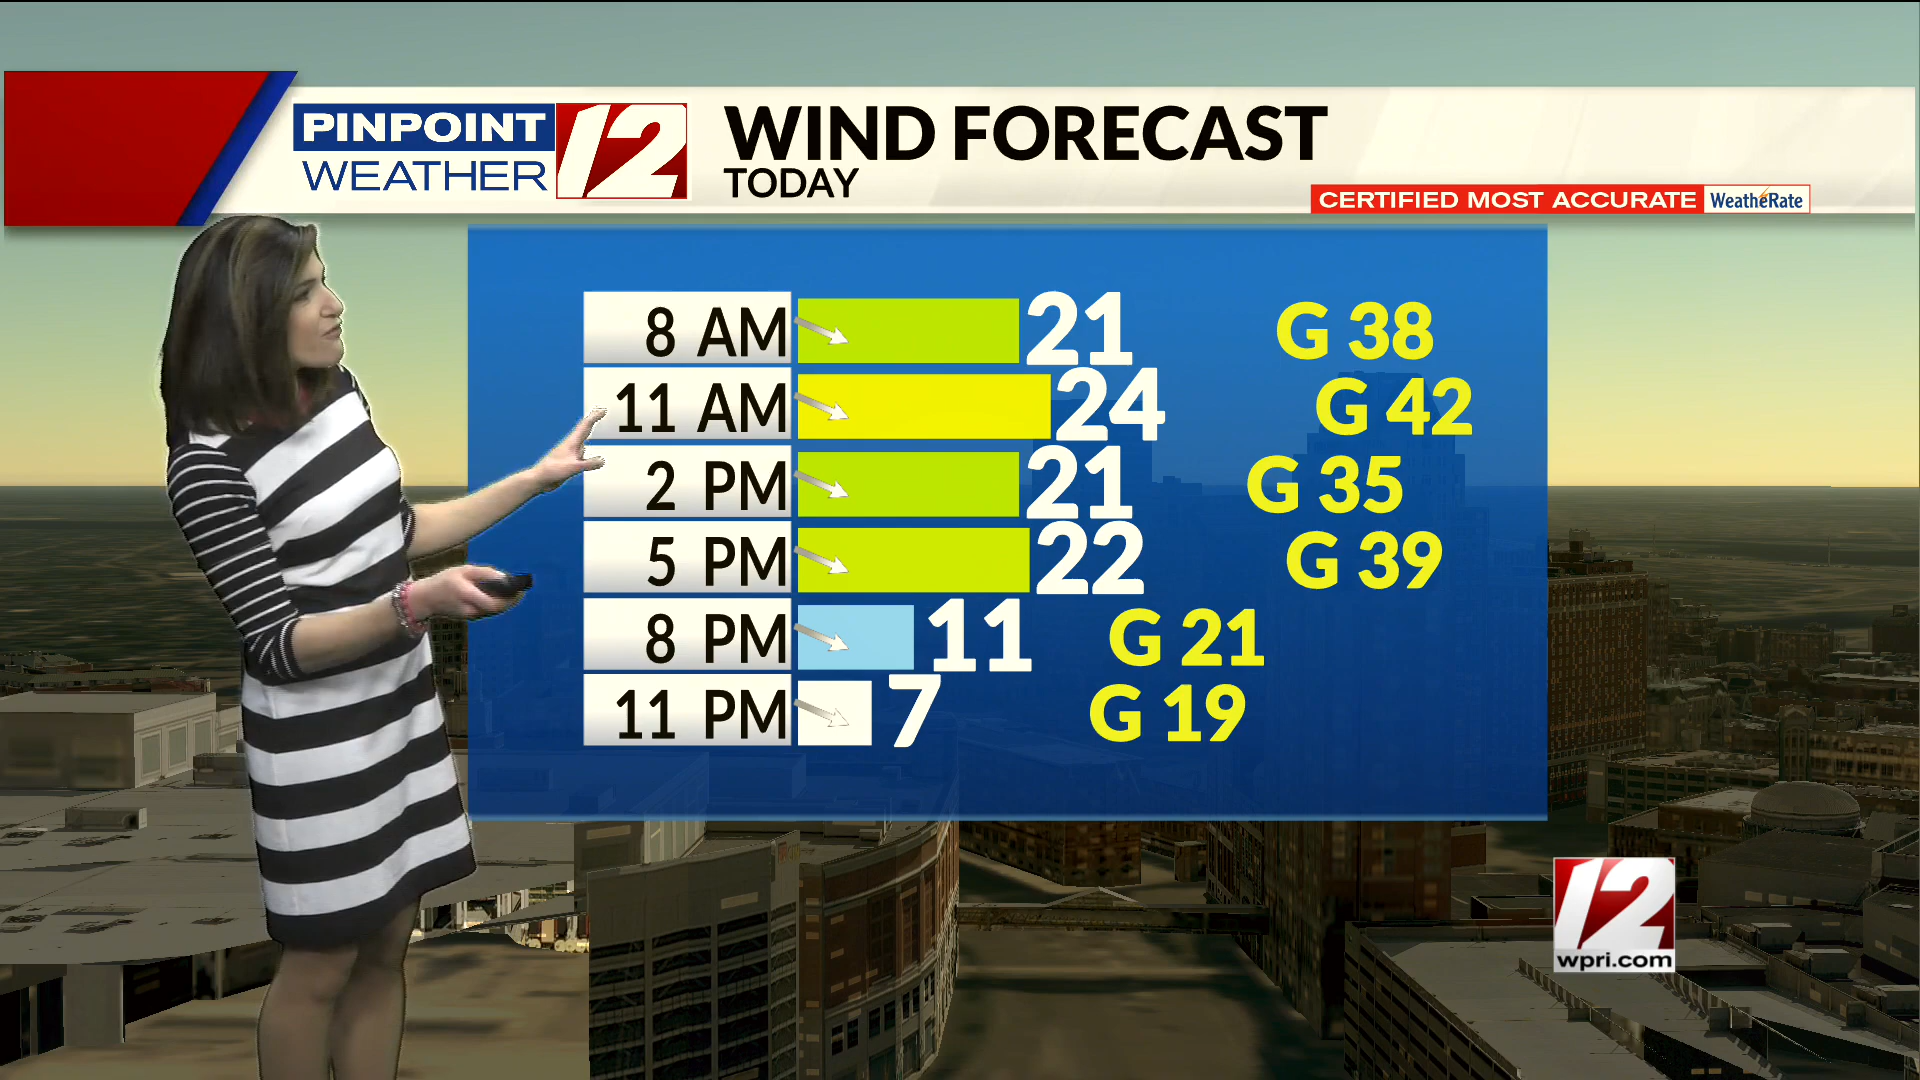 PINPOINT
WEATHER
12
WIND FORECAST
TODAY
CERTIFIED MOST ACCURATE WeatheRate
8 AM 21 G 38
11 AM 24 G 42
2 PM 21 G 35
5 PM 22 G 39
8 PM 11 G 21
11 PM 7 G 19
12
wpri.com